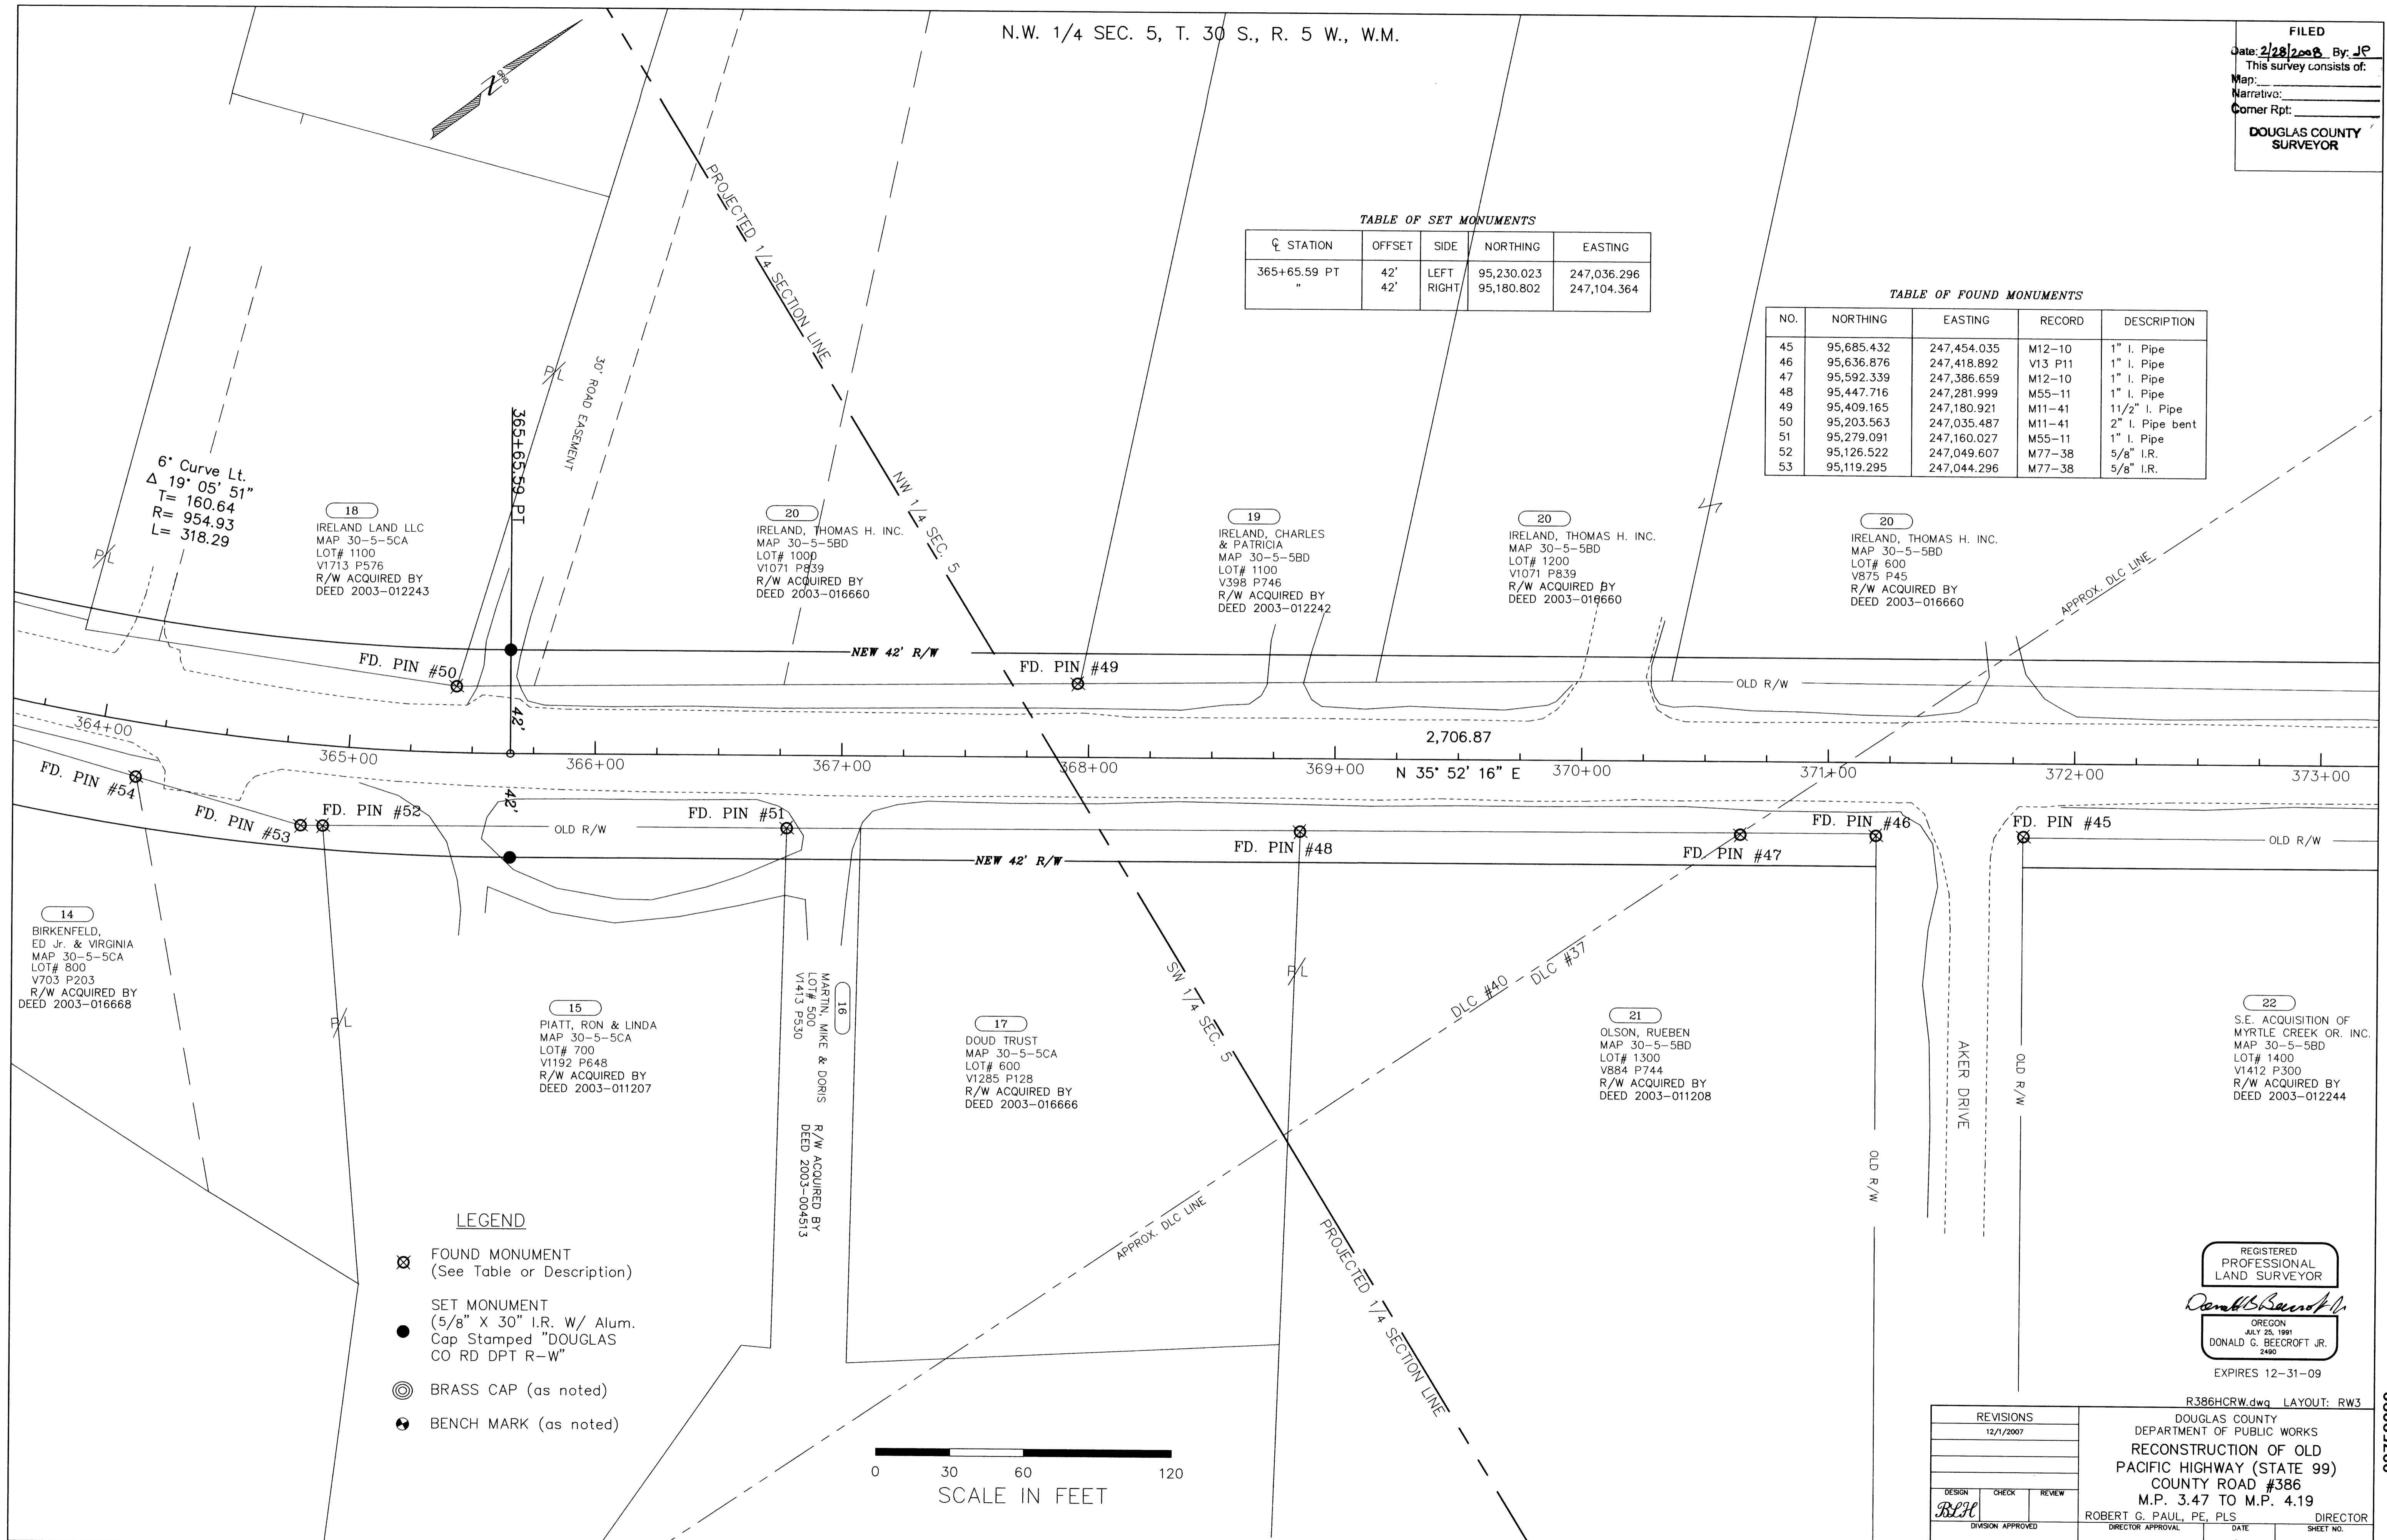 N.W. 1/4 SEC. 5, T. 30 S., R. 5 W., W.M.
FILED
Date: 2/28/2008 By: JP
This survey consists of:
Map:
Narrative:
Corner Rpt:
DOUGLAS COUNTY
SURVEYOR
N
GRID
PROJECTED 1/4 SECTION LINE
NW 1/4 SEC. 5
TABLE OF SET MONUMENTS
℄ STATION OFFSET SIDE NORTHING EASTING
365+65.59 PT 42' LEFT 95,230.023 247,036.296
" 42' RIGHT 95,180.802 247,104.364
TABLE OF FOUND MONUMENTS
NO. NORTHING EASTING RECORD DESCRIPTION
45 95,685.432 247,454.035 M12-10 1" I. Pipe
46 95,636.876 247,418.892 V13 P11 1" I. Pipe
47 95,592.339 247,386.659 M12-10 1" I. Pipe
48 95,447.716 247,281.999 M55-11 1" I. Pipe
49 95,409.165 247,180.921 M11-41 11/2" I. Pipe
50 95,203.563 247,035.487 M11-41 2" I. Pipe bent
51 95,279.091 247,160.027 M55-11 1" I. Pipe
52 95,126.522 247,049.607 M77-38 5/8" I.R.
53 95,119.295 247,044.296 M77-38 5/8" I.R.
P/L
30' ROAD EASEMENT
365+65.59 PT
6° Curve Lt.
Δ 19° 05' 51"
T= 160.64
R= 954.93
L= 318.29
P/L
18
IRELAND LAND LLC
MAP 30-5-5CA
LOT# 1100
V1713 P576
R/W ACQUIRED BY
DEED 2003-012243
20
IRELAND, THOMAS H. INC.
MAP 30-5-5BD
LOT# 1000
V1071 P839
R/W ACQUIRED BY
DEED 2003-016660
19
IRELAND, CHARLES
& PATRICIA
MAP 30-5-5BD
LOT# 1100
V398 P746
R/W ACQUIRED BY
DEED 2003-012242
20
IRELAND, THOMAS H. INC.
MAP 30-5-5BD
LOT# 1200
V1071 P839
R/W ACQUIRED BY
DEED 2003-016660
20
IRELAND, THOMAS H. INC.
MAP 30-5-5BD
LOT# 600
V875 P45
R/W ACQUIRED BY
DEED 2003-016660
APPROX. DLC LINE
NEW 42' R/W
FD. PIN #50
FD. PIN #49
OLD R/W
42'
2,706.87
364+00
365+00
366+00
367+00
368+00
369+00
N 35° 52' 16" E
370+00
371+00
372+00
373+00
FD. PIN #54
FD. PIN #53
FD. PIN #52
42'
OLD R/W
FD. PIN #51
NEW 42' R/W
FD. PIN #48
FD. PIN #47
FD. PIN #46
FD. PIN #45
OLD R/W
14
BIRKENFELD,
ED Jr. & VIRGINIA
MAP 30-5-5CA
LOT# 800
V703 P203
R/W ACQUIRED BY
DEED 2003-016668
P/L
15
PIATT, RON & LINDA
MAP 30-5-5CA
LOT# 700
V1192 P648
R/W ACQUIRED BY
DEED 2003-011207
16
MARTIN, MIKE & DORIS
LOT# 500
V1413 P530
R/W ACQUIRED BY
DEED 2003-004513
17
DOUD TRUST
MAP 30-5-5CA
LOT# 600
V1285 P128
R/W ACQUIRED BY
DEED 2003-016666
SW 1/4 SEC. 5
P/L
DLC #40
DLC #37
21
OLSON, RUEBEN
MAP 30-5-5BD
LOT# 1300
V884 P744
R/W ACQUIRED BY
DEED 2003-011208
AKER DRIVE
OLD R/W
OLD R/W
22
S.E. ACQUISITION OF
MYRTLE CREEK OR. INC.
MAP 30-5-5BD
LOT# 1400
V1412 P300
R/W ACQUIRED BY
DEED 2003-012244
APPROX. DLC LINE
PROJECTED 1/4 SECTION LINE
LEGEND
FOUND MONUMENT
(See Table or Description)
SET MONUMENT
(5/8" X 30" I.R. W/ Alum.
Cap Stamped "DOUGLAS
CO RD DPT R-W"
BRASS CAP (as noted)
BENCH MARK (as noted)
0 30 60 120
SCALE IN FEET
REGISTERED
PROFESSIONAL
LAND SURVEYOR
OREGON
JULY 25, 1991
DONALD G. BEECROFT JR.
2490
EXPIRES 12-31-09
R386HCRW.dwg LAYOUT: RW3
REVISIONS
12/1/2007
DESIGN CHECK REVIEW
BLH
DIVISION APPROVED
DOUGLAS COUNTY
DEPARTMENT OF PUBLIC WORKS
RECONSTRUCTION OF OLD
PACIFIC HIGHWAY (STATE 99)
COUNTY ROAD #386
M.P. 3.47 TO M.P. 4.19
ROBERT G. PAUL, PE, PLS DIRECTOR
DIRECTOR APPROVAL DATE SHEET NO.